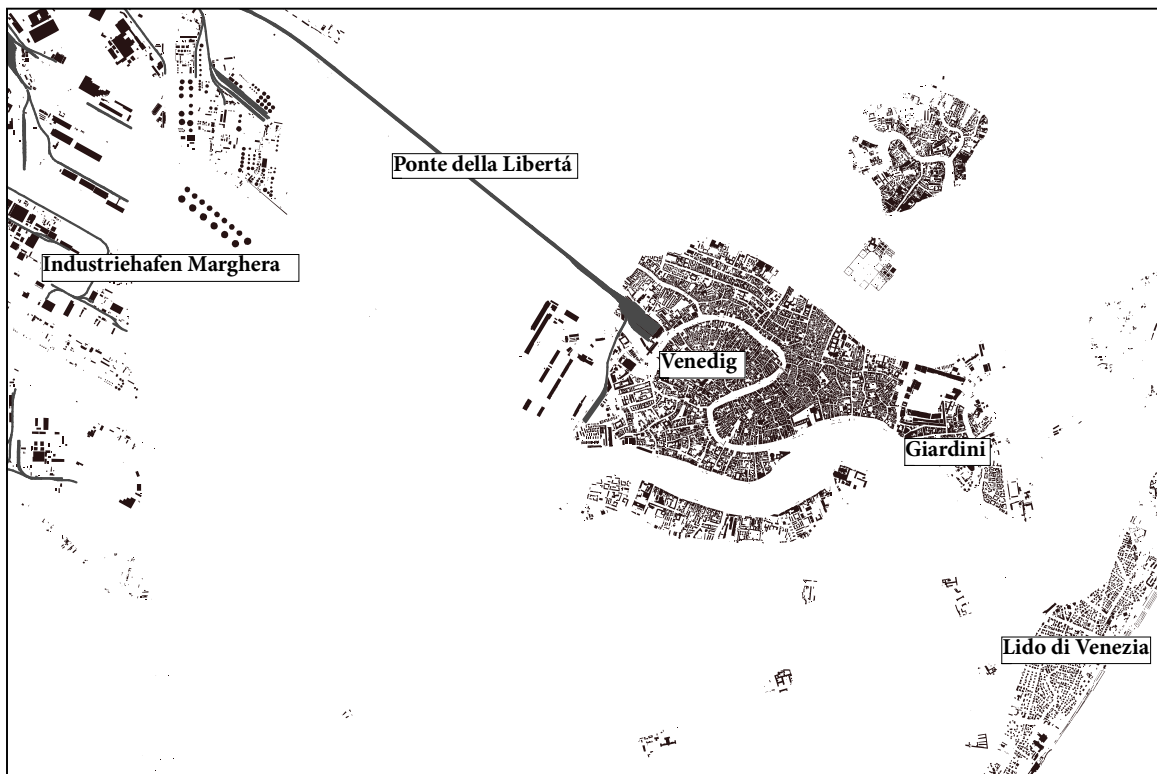 Ponte della Libertá
Industriehafen Marghera
Venedig
Giardini
Lido di Venezia